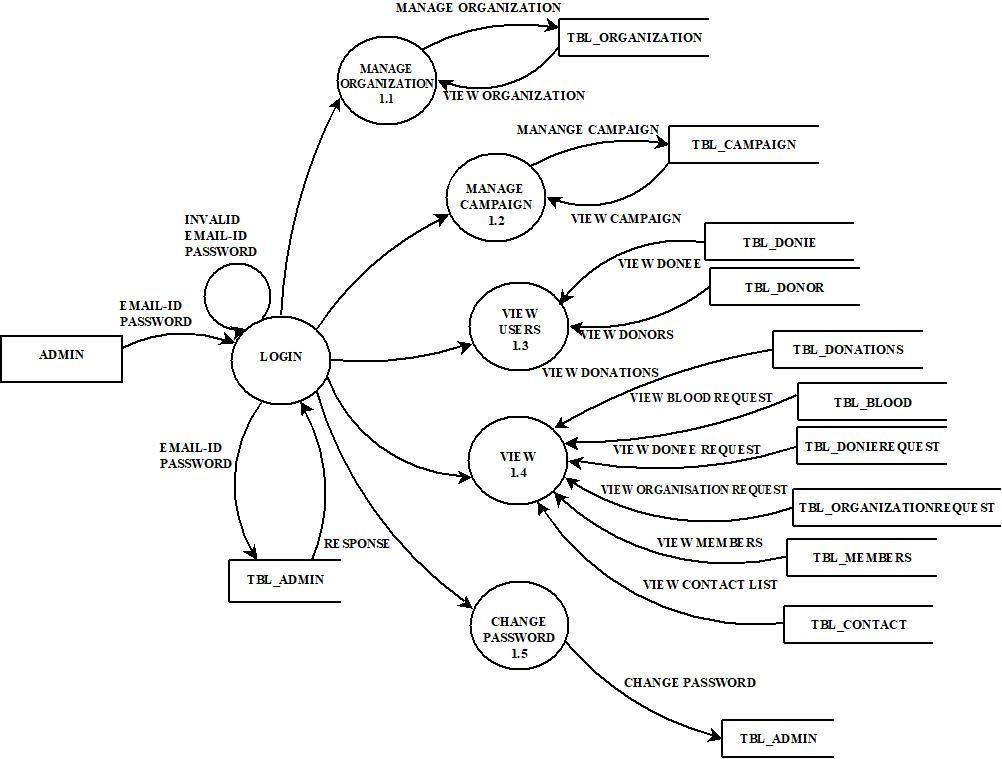 MANAGE ORGANIZATION
TBL_ORGANIZATION
MANAGE
ORGANIZATION
1.1
VIEW ORGANIZATION
MANANGE CAMPAIGN
TBL_CAMPAIGN
MANAGE
CAMPAIGN
1.2
VIEW CAMPAIGN
INVALID
EMAIL-ID
PASSWORD
TBL_DONIE
VIEW DONEE
TBL_DONOR
VIEW
USERS
1.3
VIEW DONORS
EMAIL-ID
PASSWORD
ADMIN
LOGIN
TBL_DONATIONS
VIEW DONATIONS
VIEW BLOOD REQUEST
TBL_BLOOD
VIEW DONEE REQUEST
TBL_DONIEREQUEST
EMAIL-ID
PASSWORD
VIEW
1.4
VIEW ORGANISATION REQUEST
TBL_ORGANIZATIONREQUEST
RESPONSE
VIEW MEMBERS
TBL_MEMBERS
TBL_ADMIN
VIEW CONTACT LIST
TBL_CONTACT
CHANGE
PASSWORD
1.5
CHANGE PASSWORD
TBL_ADMIN